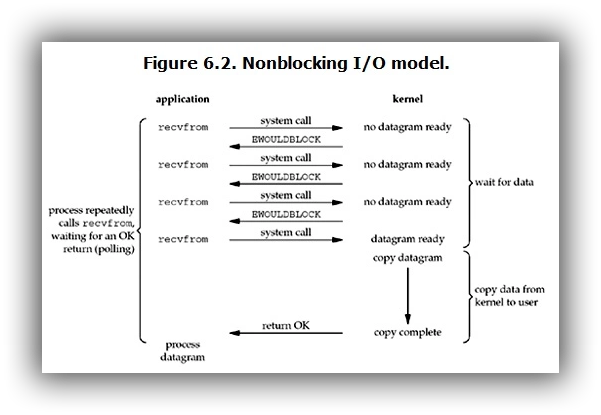 Figure 6.2. Nonblocking I/O model.
application kernel
recvfrom system call no datagram ready
EWOULDBLOCK
recvfrom system call no datagram ready
EWOULDBLOCK
recvfrom system call no datagram ready
EWOULDBLOCK
recvfrom system call datagram ready
wait for data
process repeatedly
calls recvfrom,
waiting for an OK
return (polling)
copy datagram
copy data from
kernel to user
return OK copy complete
process
datagram